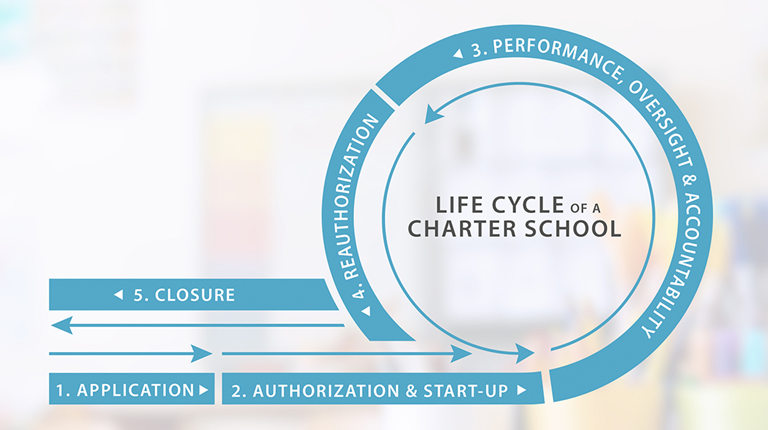 LIFE CYCLE OF A
CHARTER SCHOOL
1. APPLICATION
2. AUTHORIZATION & START-UP
3. PERFORMANCE, OVERSIGHT & ACCOUNTABILITY
4. REAUTHORIZATION
5. CLOSURE